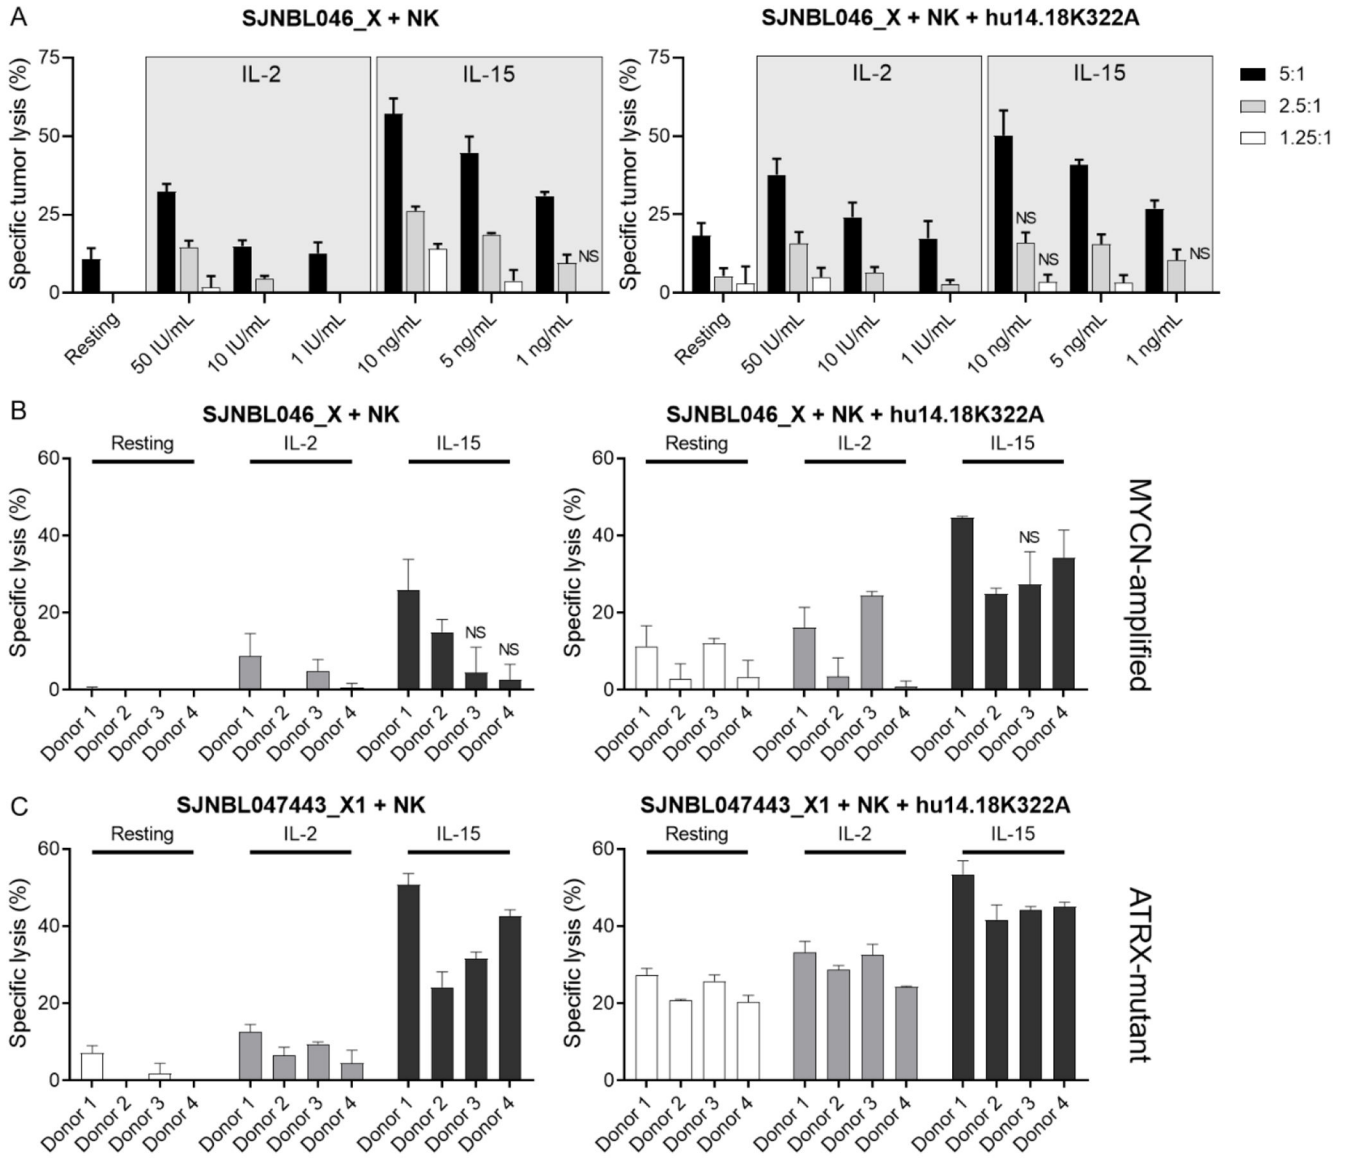 A
SJNBL046_X + NK
SJNBL046_X + NK + hu14.18K322A
Specific tumor lysis (%)
75
50
25
0
IL-2
IL-15
NS
Resting
50 IU/mL
10 IU/mL
1 IU/mL
10 ng/mL
5 ng/mL
1 ng/mL
Specific tumor lysis (%)
75
50
25
0
IL-2
IL-15
NS
NS
NS
Resting
50 IU/mL
10 IU/mL
1 IU/mL
10 ng/mL
5 ng/mL
1 ng/mL
5:1
2.5:1
1.25:1
B
SJNBL046_X + NK
Resting
IL-2
IL-15
Specific lysis (%)
60
40
20
0
NS
NS
Donor 1
Donor 2
Donor 3
Donor 4
Donor 1
Donor 2
Donor 3
Donor 4
Donor 1
Donor 2
Donor 3
Donor 4
SJNBL046_X + NK + hu14.18K322A
Resting
IL-2
IL-15
Specific lysis (%)
60
40
20
0
NS
Donor 1
Donor 2
Donor 3
Donor 4
Donor 1
Donor 2
Donor 3
Donor 4
Donor 1
Donor 2
Donor 3
Donor 4
MYCN-amplified
C
SJNBL047443_X1 + NK
Resting
IL-2
IL-15
Specific lysis (%)
60
40
20
0
Donor 1
Donor 2
Donor 3
Donor 4
Donor 1
Donor 2
Donor 3
Donor 4
Donor 1
Donor 2
Donor 3
Donor 4
SJNBL047443_X1 + NK + hu14.18K322A
Resting
IL-2
IL-15
Specific lysis (%)
60
40
20
0
Donor 1
Donor 2
Donor 3
Donor 4
Donor 1
Donor 2
Donor 3
Donor 4
Donor 1
Donor 2
Donor 3
Donor 4
ATRX-mutant